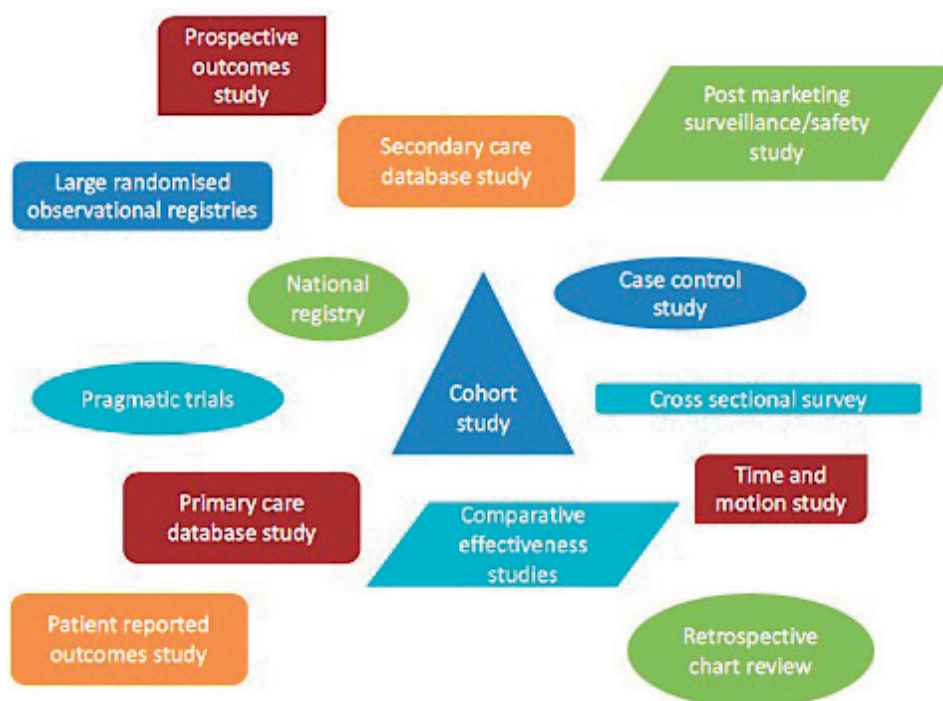 Prospective
outcomes
study
Post marketing
surveillance/safety
study
Secondary care
database study
Large randomised
observational registries
National
registry
Case control
study
Pragmatic trials
Cohort
study
Cross sectional survey
Primary care
database study
Time and
motion study
Comparative
effectiveness
studies
Patient reported
outcomes study
Retrospective
chart review